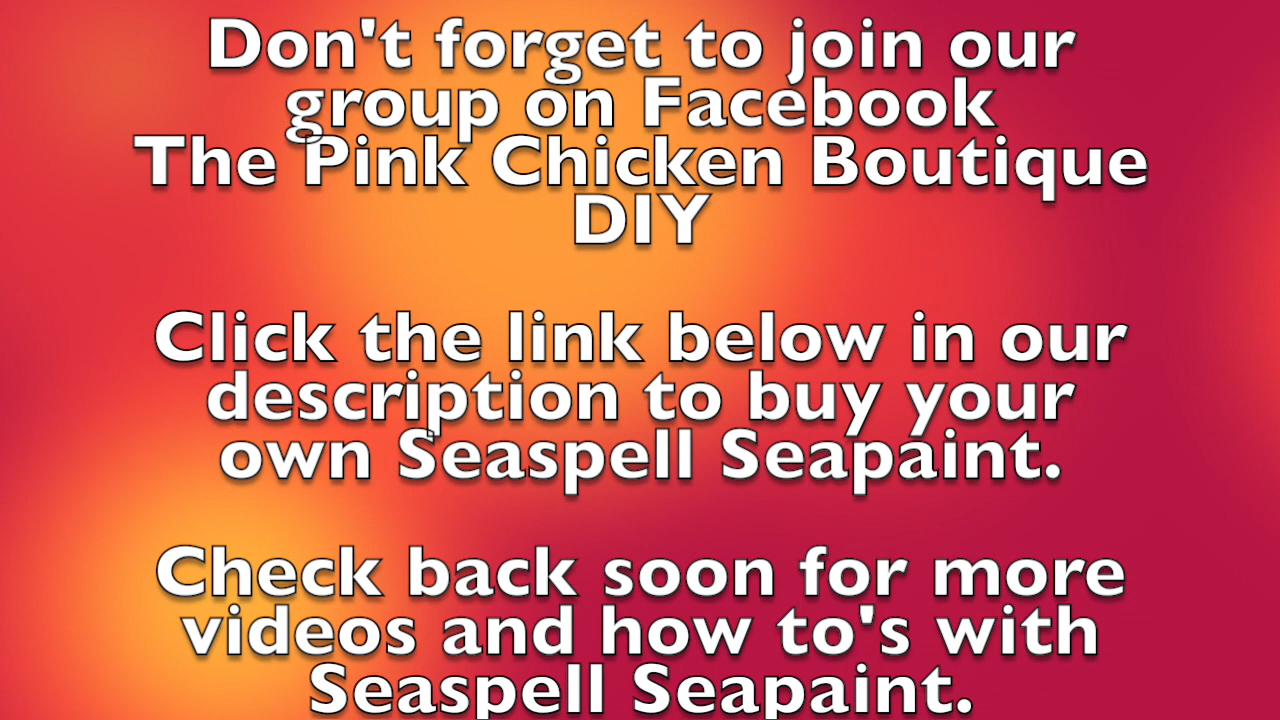 Don't forget to join our
group on Facebook
The Pink Chicken Boutique
DIY
Click the link below in our
description to buy your
own Seaspell Seapaint.
Check back soon for more
videos and how to's with
Seaspell Seapaint.